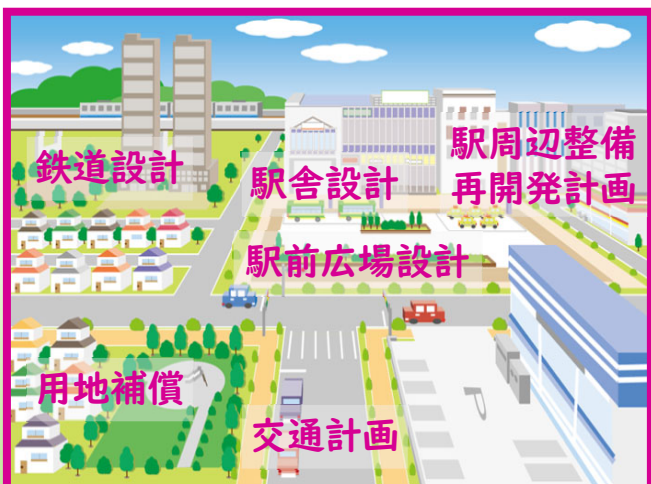 鉄道設計
駅舎設計
駅周辺整備
再開発計画
駅前広場設計
用地補償
交通計画